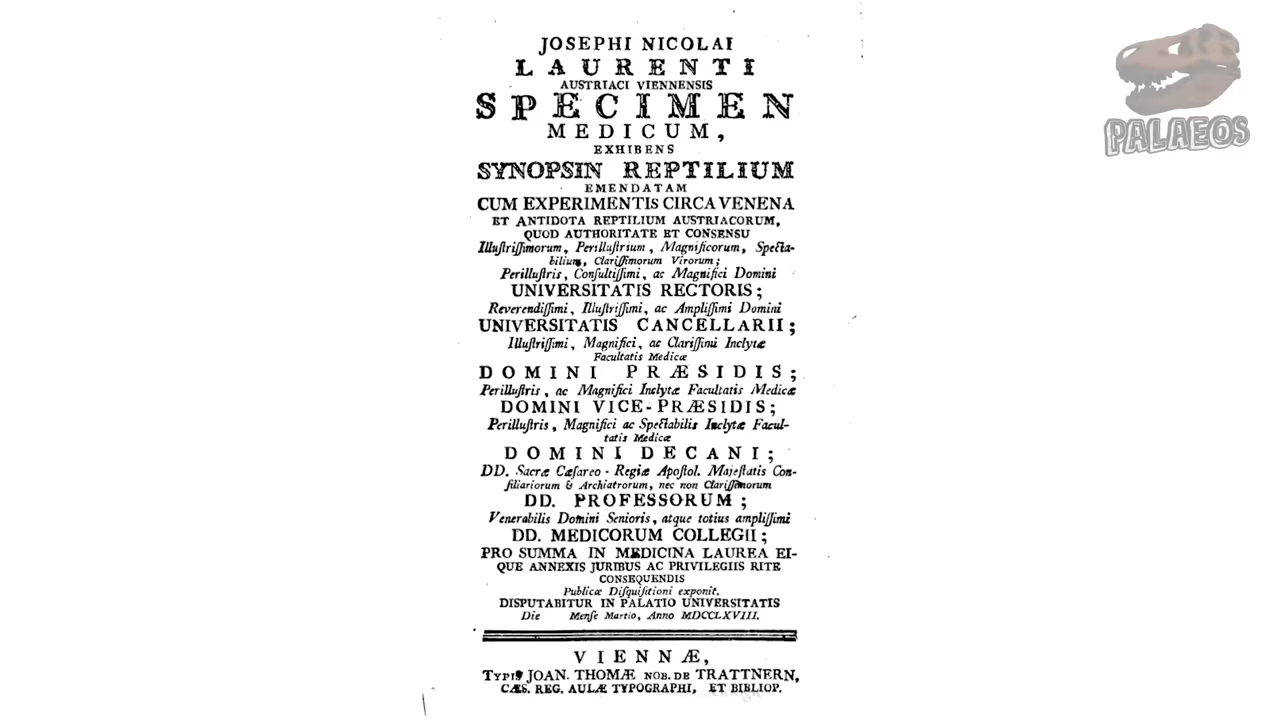 JOSEPHI NICOLAI
LAURENTI
AUSTRIACI VIENNENSIS
SPECIMEN
MEDICUM,
EXHIBENS
SYNOPSIN REPTILIUM
EMENDATAM
CUM EXPERIMENTIS CIRCA VENENA
ET ANTIDOTA REPTILIUM AUSTRIACORUM,
QUOD AUTHORITATE ET CONSENSU
Illuſtriſſimorum, Perilluſtrium, Magnificorum, Specta-
bilium, Clariſſimorum Virorum;
Perilluſtris, Conſultiſſimi, ac Magnifici Domini
UNIVERSITATIS RECTORIS;
Reverendiſſimi, Illuſtriſſimi, ac Ampliſſimi Domini
UNIVERSITATIS CANCELLARII;
Illuſtriſſimi, Magnifici, ac Clariſſimi Inclytæ
Facultatis Medicæ
DOMINI PRÆSIDIS;
Perilluſtris, ac Magnifici Inclytæ Facultatis Medicæ
DOMINI VICE-PRÆSIDIS;
Perilluſtris, Magnifici ac Spectabilis Inclytæ Facul-
tatis Medicæ
DOMINI DECANI;
DD. Sacræ Cæſareo-Regiæ Apoſtol. Majeſtatis Con-
ſiliariorum & Archiatrorum, nec non Clariſſimorum
DD. PROFESSORUM;
Venerabilis Domini Senioris, atque totius ampliſſimi
DD. MEDICORUM COLLEGII;
PRO SUMMA IN MEDICINA LAUREA EI-
QUE ANNEXIS JURIBUS AC PRIVILEGIIS RITE
CONSEQUENDIS
Publicæ Diſquiſitioni exponit.
DISPUTABITUR IN PALATIO UNIVERSITATIS
Die Menſe Martio, Anno MDCCLXVIII.
VIENNÆ,
TYPIS JOAN. THOMÆ NOB. DE TRATTNERN,
CÆS. REG. AULÆ TYPOGRAPHI, ET BIBLIOP.
PALAEOS